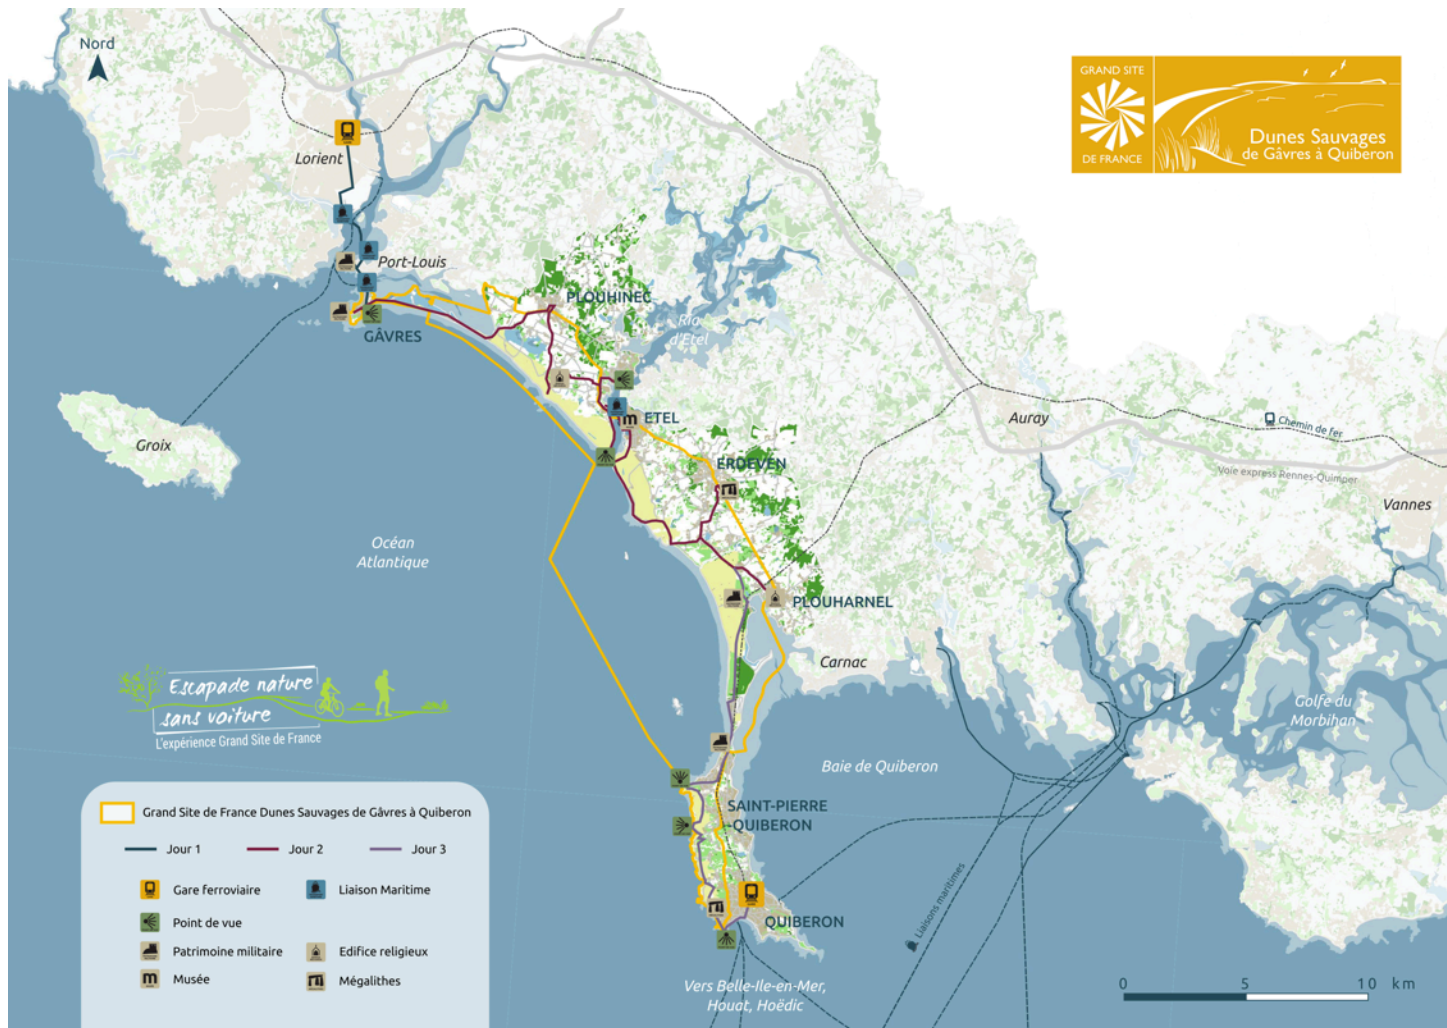 Nord
GRAND SITE
DE FRANCE
Dunes Sauvages
de Gâvres à Quiberon
Lorient
Port-Louis
GÂVRES
PLOUHINEC
Ria
d'Etel
ETEL
ERDEVEN
Groix
Auray
Chemin de fer
Voie express Rennes-Quimper
Vannes
Océan
Atlantique
PLOUHARNEL
Carnac
Golfe du
Morbihan
Baie de Quiberon
SAINT-PIERRE
QUIBERON
QUIBERON
Liaisons maritimes
Vers Belle-Ile-en-Mer,
Houat, Hoëdic
Escapade nature
sans voiture
L'expérience Grand Site de France
Grand Site de France Dunes Sauvages de Gâvres à Quiberon
Jour 1 Jour 2 Jour 3
Gare ferroviaire Liaison Maritime
Point de vue
Patrimoine militaire Edifice religieux
Musée Mégalithes
0 5 10 km